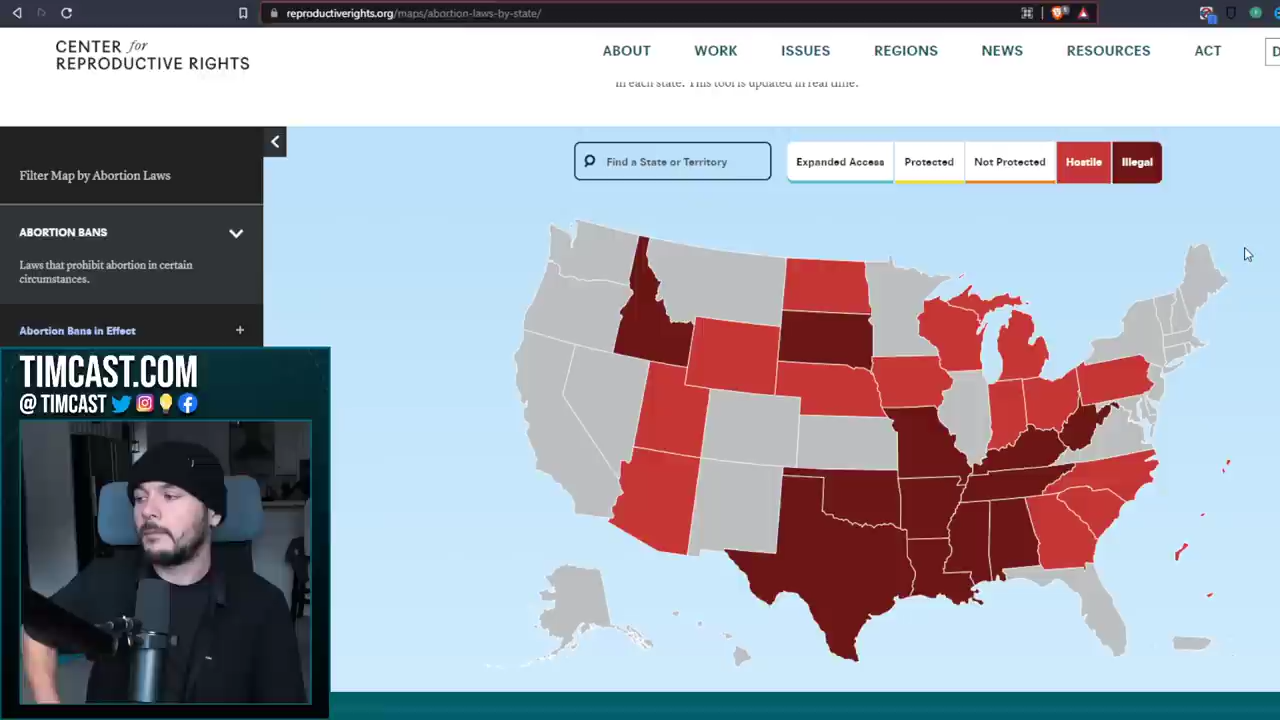 reproductiverights.org/maps/abortion-laws-by-state/
CENTER for
REPRODUCTIVE RIGHTS
ABOUT
WORK
ISSUES
REGIONS
NEWS
RESOURCES
ACT
D
in each state. This tool is updated in real time.
Filter Map by Abortion Laws
ABORTION BANS
Laws that prohibit abortion in certain
circumstances.
Abortion Bans in Effect
Find a State or Territory
Expanded Access
Protected
Not Protected
Hostile
Illegal
TIMCAST.COM
@ TIMCAST